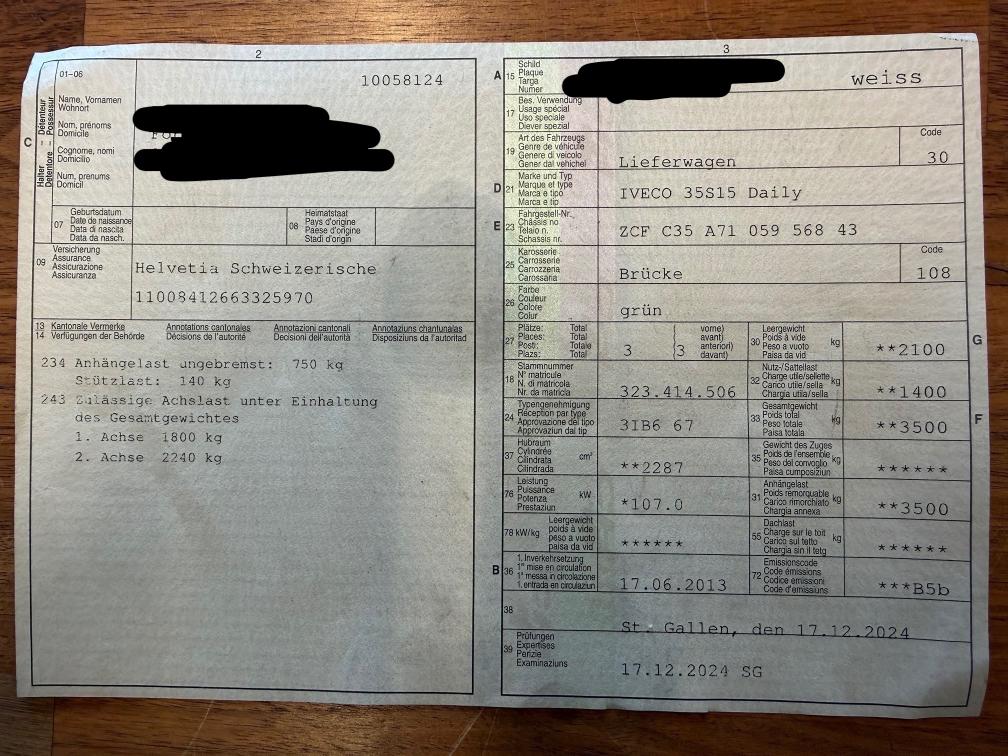 2
01-06
10058124
C
Halter – Détenteur
Detentore – Possessur
Name, Vornamen
Wohnort
Nom, prénoms
Domicile
Cognome, nomi
Domicilio
Num, prenums
Domicil
07
Geburtsdatum
Date de naissance
Data di nascita
Data da nasch.
08
Heimatstaat
Pays d'origine
Paese d'origine
Stadi d'origin
09
Versicherung
Assurance
Assicurazione
Assicuranza
Helvetia Schweizerische
11008412663325970
13 Kantonale Vermerke Annotations cantonales Annotazioni cantonali Annotaziuns chantunalas
14 Verfügungen der Behörde Décisions de l'autorité Decisioni dell'autorità Disposiziuns da l'autoritad
234 Anhängelast ungebremst: 750 kg
Stützlast: 140 kg
243 Zulässige Achslast unter Einhaltung
des Gesamtgewichtes
1. Achse 1800 kg
2. Achse 2240 kg
3
A 15
Schild
Plaque
Targa
Numer
weiss
17
Bes. Verwendung
Usage spécial
Uso speciale
Diever spezial
19
Art des Fahrzeugs
Genre de véhicule
Genere di veicolo
Gener dal vehichel
Lieferwagen
Code
30
D 21
Marke und Typ
Marque et type
Marca e tipo
Marca e tip
IVECO 35S15 Daily
E 23
Fahrgestell-Nr.
Châssis no
Telaio n.
Schassis nr.
ZCF C35 A71 059 568 43
25
Karosserie
Carrosserie
Carrozzeria
Carossaria
Brücke
Code
108
26
Farbe
Couleur
Colore
Colur
grün
27
Plätze: Total
Places: Total
Posti: Totale
Plazs: Total
3 (3
vorne)
avant)
anteriori)
davant)
30
Leergewicht
Poids à vide
Peso a vuoto
Paisa da vid
kg
**2100
G
18
Stammnummer
N° matricule
N. di matricola
Nr. da matricla
323.414.506
32
Nutz-/Sattellast
Charge utile/sellette
Carico utile/sella
Chargia utila/sella
kg
**1400
24
Typengenehmigung
Réception par type
Approvazione del tipo
Approvaziun dal tip
3IB6 67
33
Gesamtgewicht
Poids total
Peso totale
Paisa totala
kg
**3500
F
37
Hubraum
Cylindrée
Cilindrata
Cilindrada
cm³
**2287
35
Gewicht des Zuges
Poids de l'ensemble
Peso del convoglio
Paisa cumposiziun
kg
******
76
Leistung
Puissance
Potenza
Prestaziun
kW
*107.0
31
Anhängelast
Poids remorquable
Carico rimorchiato
Chargia annexa
kg
**3500
78 kW/kg
Leergewicht
poids à vide
peso a vuoto
paisa da vid
******
55
Dachlast
Charge sur le toit
Carico sul tetto
Chargia sin il tetg
kg
******
B 36
1. Inverkehrsetzung
1re mise en circulation
1a messa in circolazione
1. entrada en circulaziun
17.06.2013
72
Emissionscode
Code émissions
Codice emissioni
Code d'emissiuns
***B5b
38
St. Gallen, den 17.12.2024
39
Prüfungen
Expertises
Perizie
Examinaziuns
17.12.2024 SG